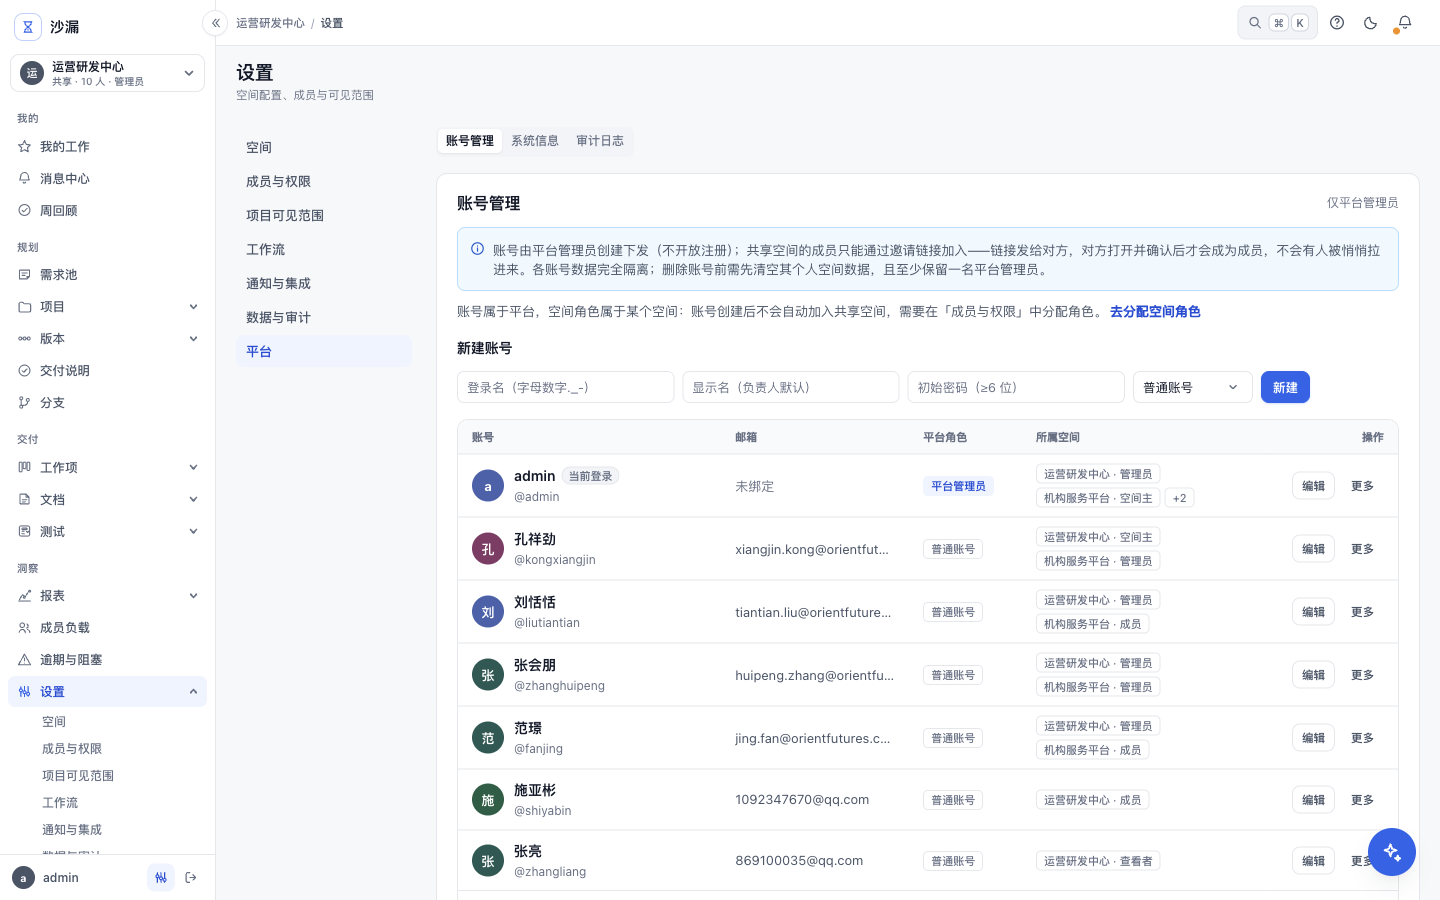 沙漏
运
运营研发中心
共享 · 10 人 · 管理员
我的
我的工作
消息中心
周回顾
规划
需求池
项目
版本
交付说明
分支
交付
工作项
文档
测试
洞察
报表
成员负载
逾期与阻塞
设置
空间
成员与权限
项目可见范围
工作流
通知与集成
a
admin
运营研发中心 / 设置
⌘ K
设置
空间配置、成员与可见范围
空间
成员与权限
项目可见范围
工作流
通知与集成
数据与审计
平台
账号管理 系统信息 审计日志
账号管理
仅平台管理员
账号由平台管理员创建下发（不开放注册）；共享空间的成员只能通过邀请链接加入——链接发给对方，对方打开并确认后才会成为成员，不会有人被悄悄拉
进来。各账号数据完全隔离；删除账号前需先清空其个人空间数据，且至少保留一名平台管理员。
账号属于平台，空间角色属于某个空间：账号创建后不会自动加入共享空间，需要在「成员与权限」中分配角色。 去分配空间角色
新建账号
登录名（字母数字._-） 显示名（负责人默认） 初始密码（≥6 位） 普通账号 新建
账号 邮箱 平台角色 所属空间 操作
a
admin 当前登录
@admin
未绑定
平台管理员
运营研发中心 · 管理员
机构服务平台 · 空间主 +2
编辑 更多
孔
孔祥劲
@kongxiangjin
xiangjin.kong@orientfut...
普通账号
运营研发中心 · 空间主
机构服务平台 · 管理员
编辑 更多
刘
刘恬恬
@liutiantian
tiantian.liu@orientfuture...
普通账号
运营研发中心 · 管理员
机构服务平台 · 成员
编辑 更多
张
张会朋
@zhanghuipeng
huipeng.zhang@orientfu...
普通账号
运营研发中心 · 管理员
机构服务平台 · 管理员
编辑 更多
范
范璟
@fanjing
jing.fan@orientfutures.c...
普通账号
运营研发中心 · 管理员
机构服务平台 · 成员
编辑 更多
施
施亚彬
@shiyabin
1092347670@qq.com
普通账号
运营研发中心 · 成员
编辑 更多
张
张亮
@zhangliang
869100035@qq.com
普通账号
运营研发中心 · 查看者
编辑 更多